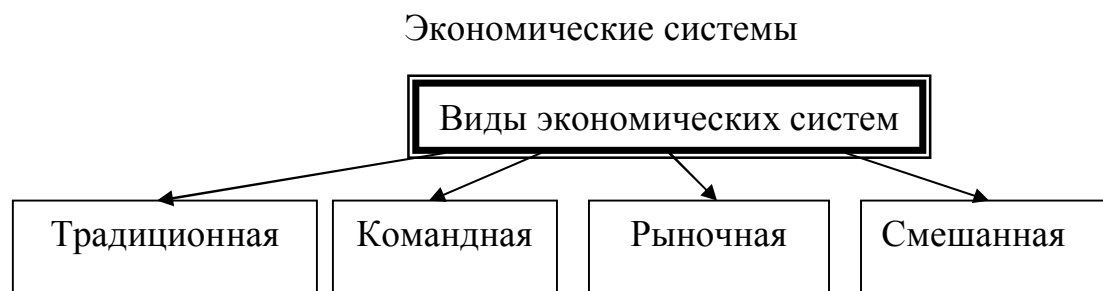 Экономические системы
Виды экономических систем
Традиционная
Командная
Рыночная
Смешанная